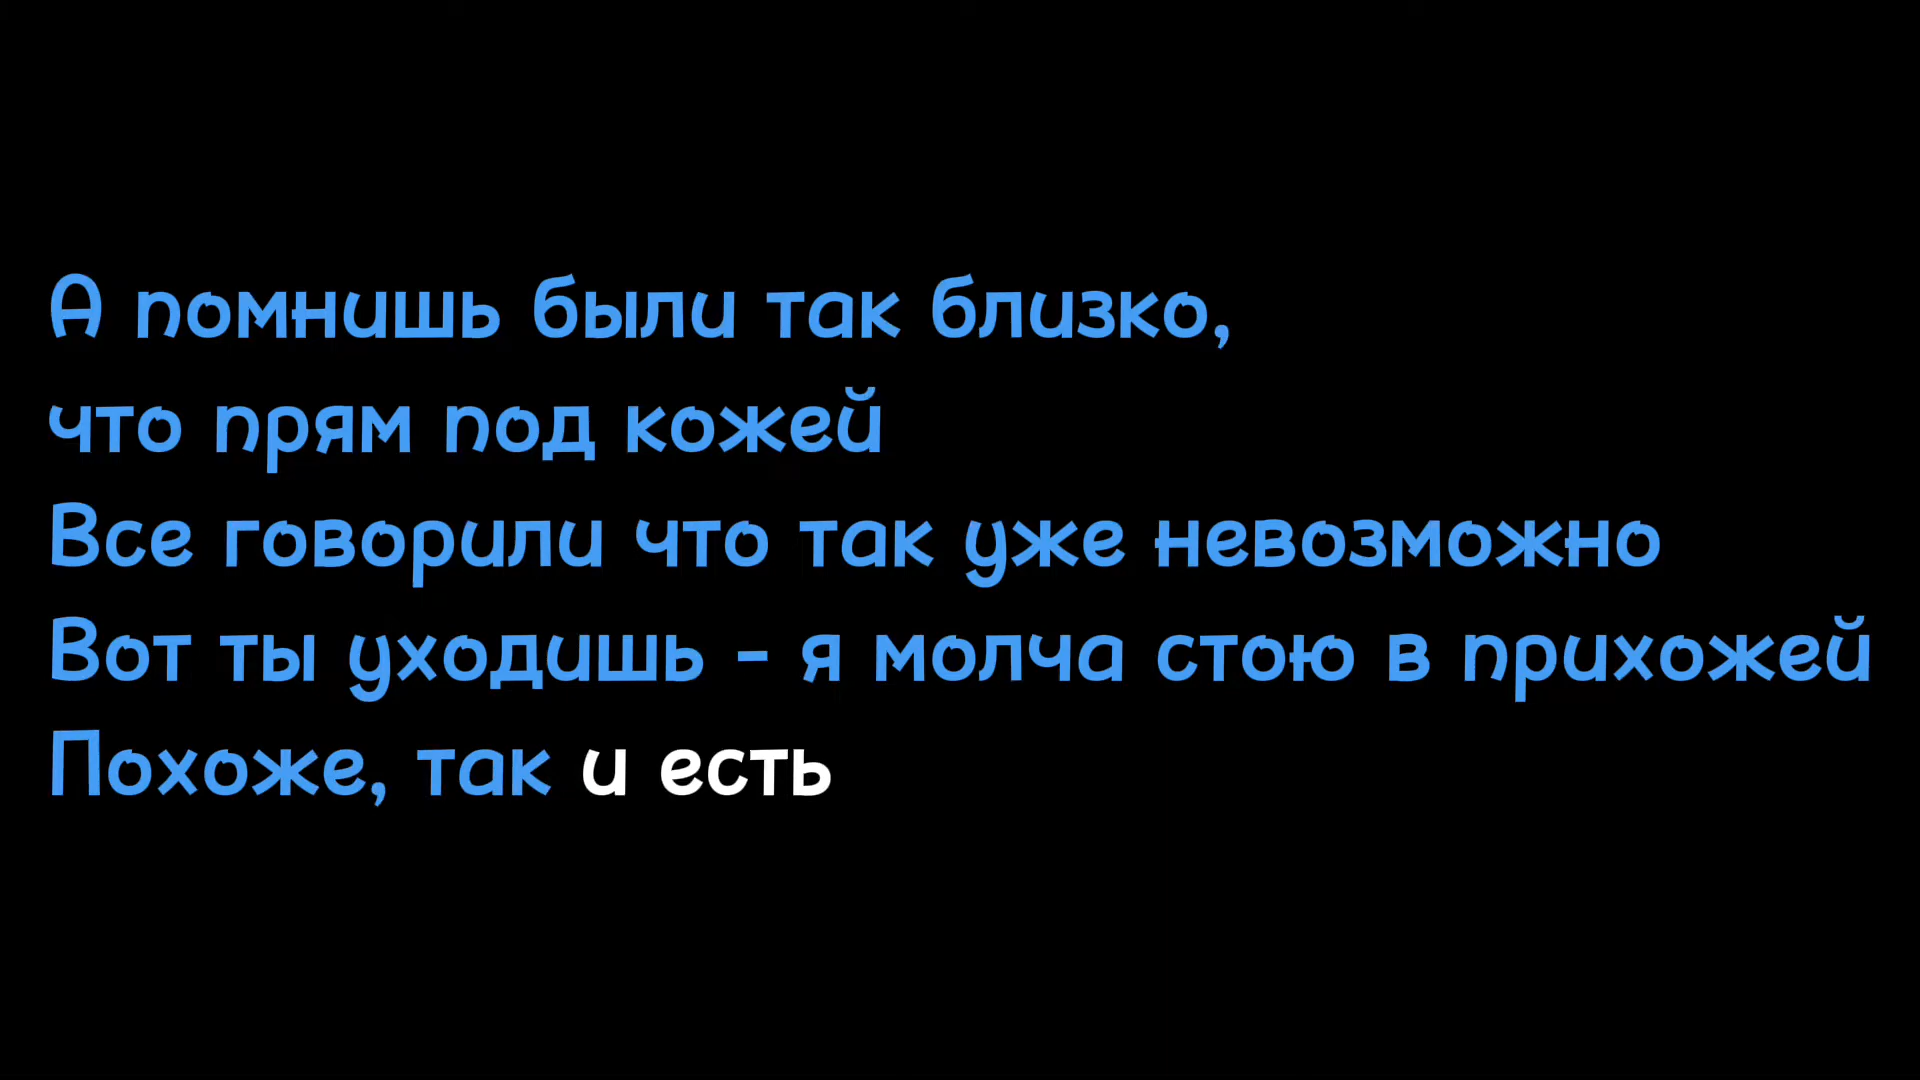 А помнишь были так близко,
что прям под кожей
Все говорили что так уже невозможно
Вот ты уходишь - я молча стою в прихожей
Похоже, так и есть